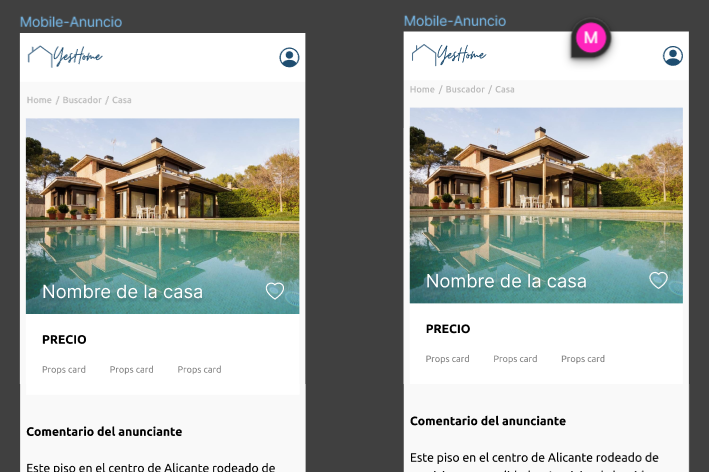 Mobile-Anuncio
YesHome
Home / Buscador / Casa
Nombre de la casa
PRECIO
Props card Props card Props card
Comentario del anunciante
Este piso en el centro de Alicante rodeado de
Mobile-Anuncio
M
YesHome
Home / Buscador / Casa
Nombre de la casa
PRECIO
Props card Props card Props card
Comentario del anunciante
Este piso en el centro de Alicante rodeado de